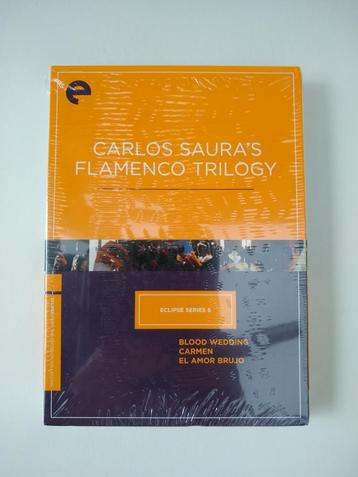 CARLOS SAURA'S
FLAMENCO TRILOGY
ECLIPSE SERIES 6
BLOOD WEDDING
CARMEN
EL AMOR BRUJO